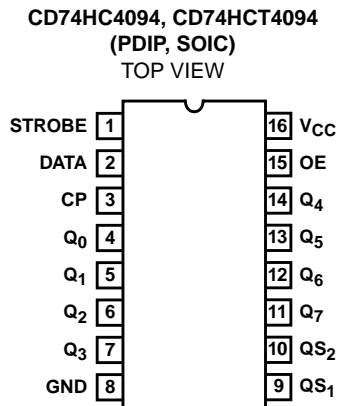 CD74HC4094, CD74HCT4094
(PDIP, SOIC)
TOP VIEW
STROBE 1 16 VCC
DATA 2 15 OE
CP 3 14 Q4
Q0 4 13 Q5
Q1 5 12 Q6
Q2 6 11 Q7
Q3 7 10 QS2
GND 8 9 QS1